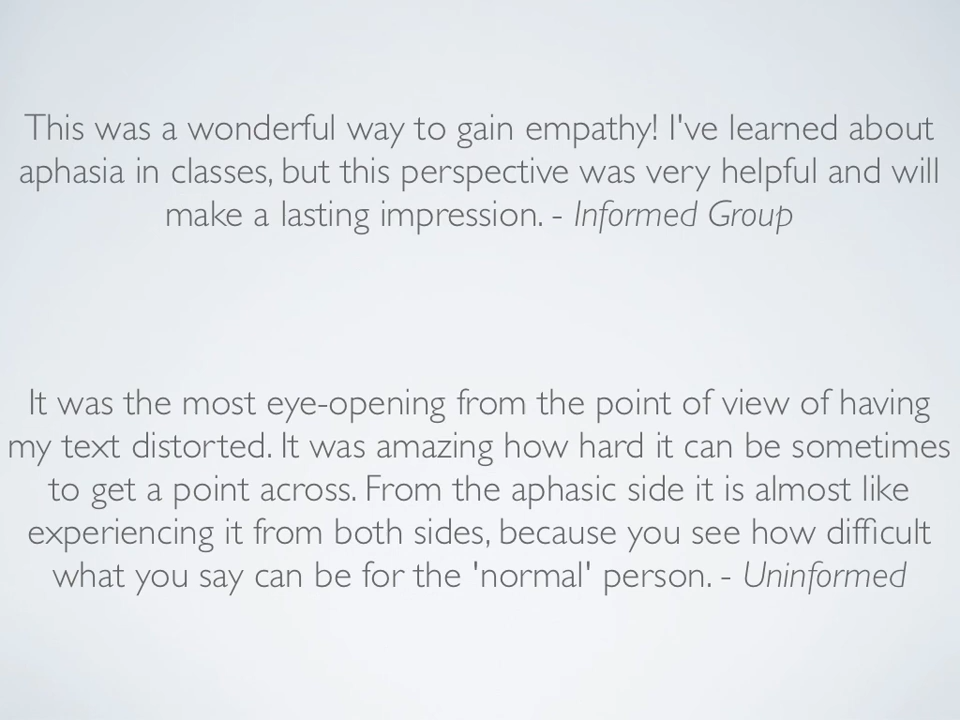 This was a wonderful way to gain empathy! I've learned about
aphasia in classes, but this perspective was very helpful and will
make a lasting impression. - Informed Group
It was the most eye-opening from the point of view of having
my text distorted. It was amazing how hard it can be sometimes
to get a point across. From the aphasic side it is almost like
experiencing it from both sides, because you see how difficult
what you say can be for the 'normal' person. - Uninformed